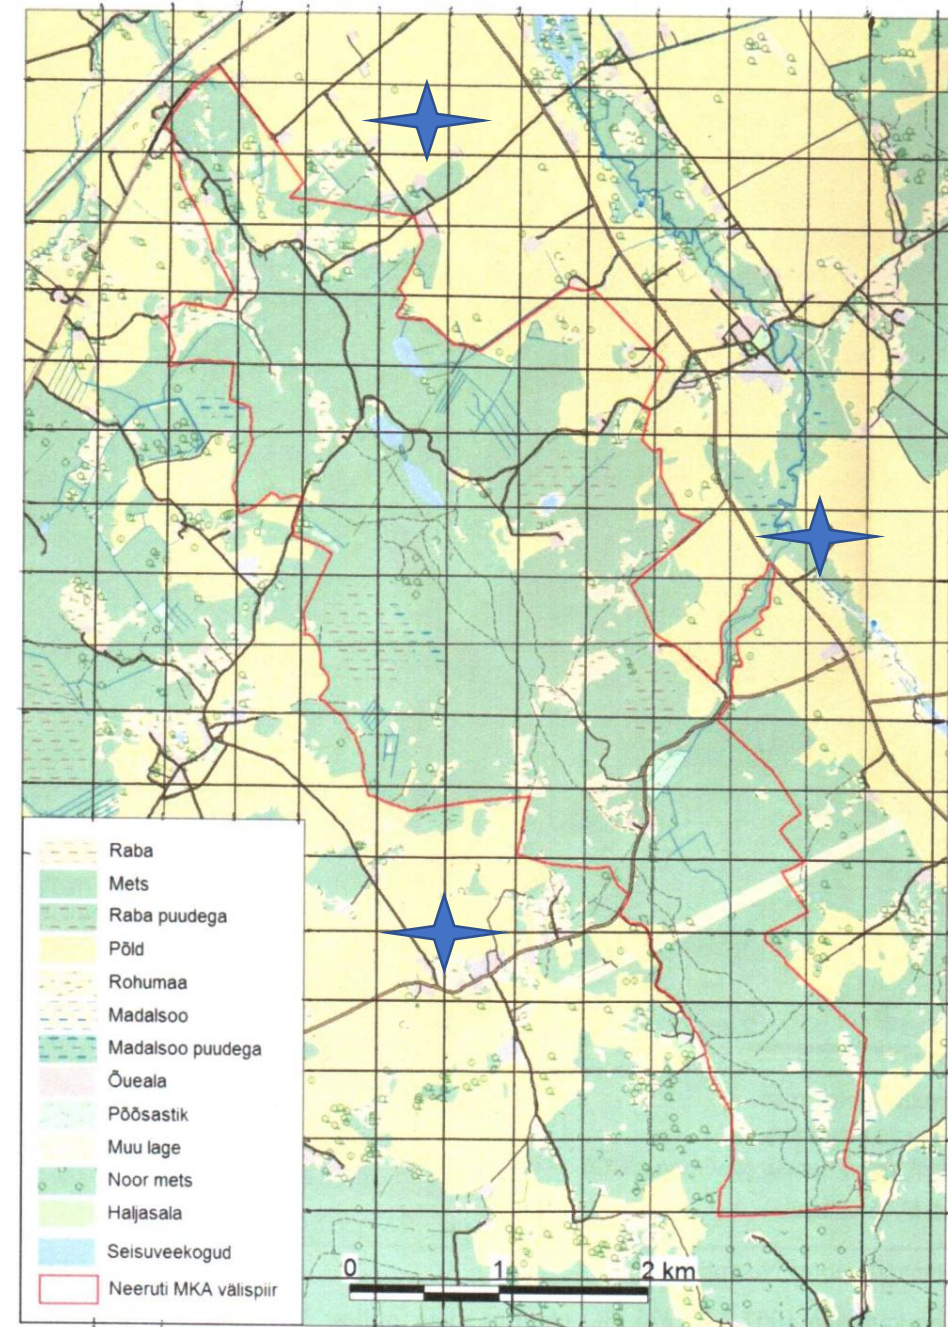 Raba
Mets
Raba puudega
Põld
Rohumaa
Madalsoo
Madalsoo puudega
Õueala
Põõsastik
Muu lage
Noor mets
Haljasala
Seisuveekogud
Neeruti MKA välispiir
0 1 2 km